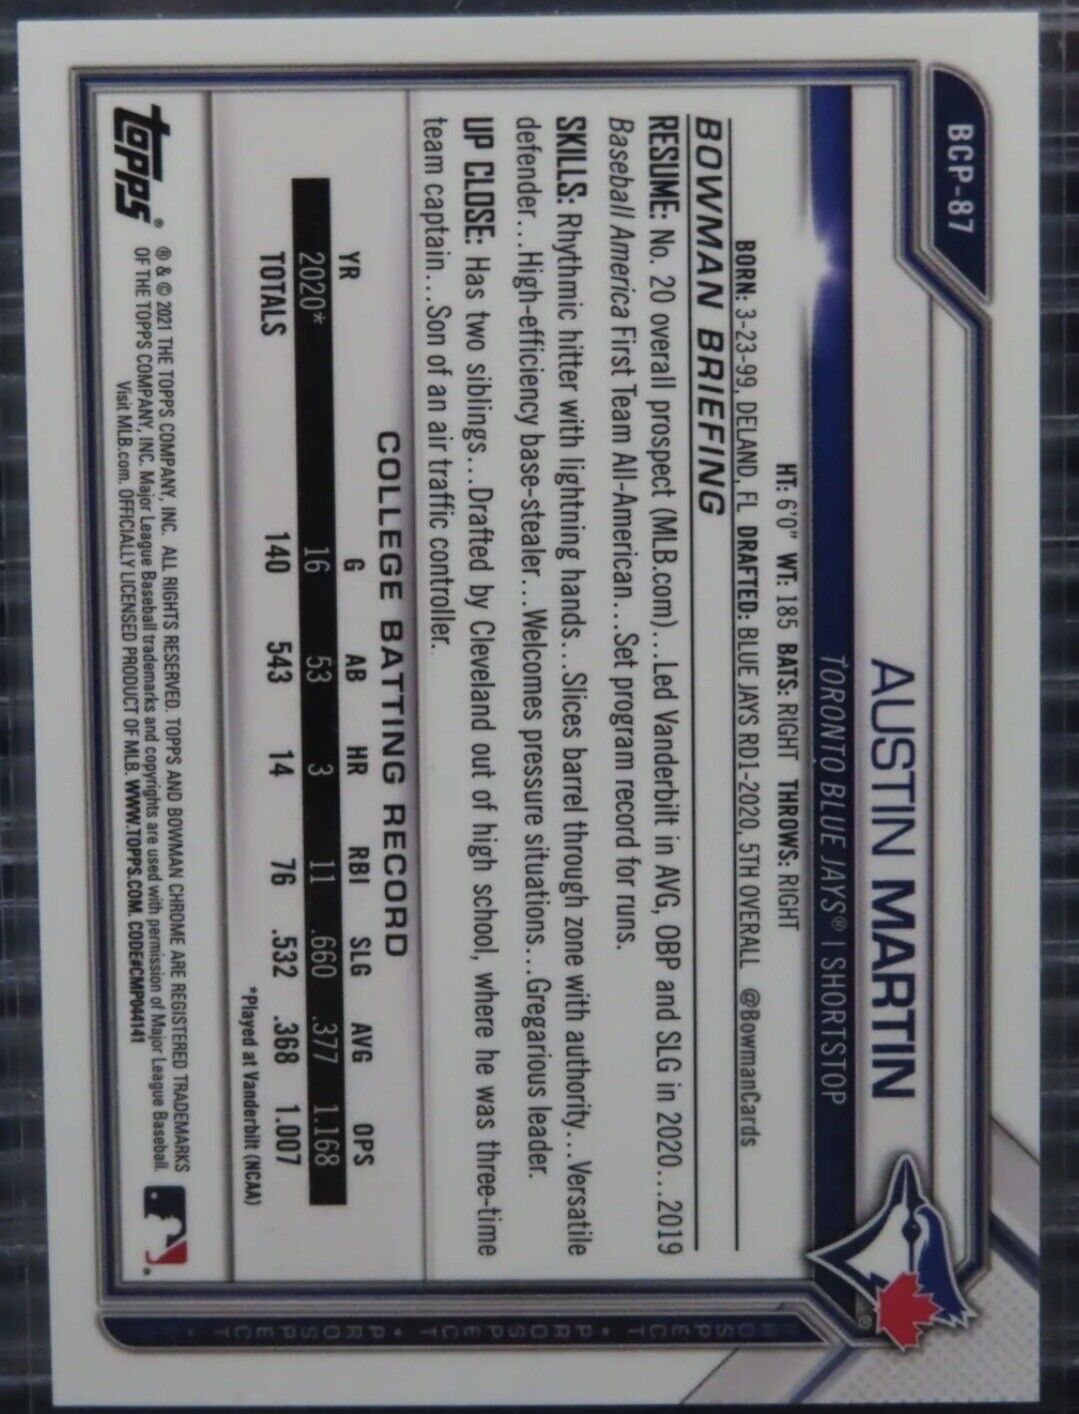 BCP-87
AUSTIN MARTIN
TORONTO BLUE JAYS® | SHORTSTOP
HT: 6'0" WT: 185 BATS: RIGHT THROWS: RIGHT
BORN: 3-23-99, DELAND, FL DRAFTED: BLUE JAYS RD1-2020, 5TH OVERALL @BowmanCards
BOWMAN BRIEFING
RESUME: No. 20 overall prospect (MLB.com)...Led Vanderbilt in AVG, OBP and SLG in 2020...2019
Baseball America First Team All-American...Set program record for runs.
SKILLS: Rhythmic hitter with lightning hands...Slices barrel through zone with authority...Versatile
defender...High-efficiency base-stealer...Welcomes pressure situations...Gregarious leader.
UP CLOSE: Has two siblings...Drafted by Cleveland out of high school, where he was three-time
team captain...Son of an air traffic controller.
COLLEGE BATTING RECORD
YR G AB HR RBI SLG AVG OPS
2020* 16 53 3 11 .660 .377 1.168
TOTALS 140 543 14 76 .532 .368 1.007
*Played at Vanderbilt (NCAA)
topps®
® & © 2021 THE TOPPS COMPANY, INC. ALL RIGHTS RESERVED. TOPPS AND BOWMAN CHROME ARE REGISTERED TRADEMARKS
OF THE TOPPS COMPANY, INC. Major League Baseball trademarks and copyrights are used with permission of Major League Baseball.
Visit MLB.com. OFFICIALLY LICENSED PRODUCT OF MLB. WWW.TOPPS.COM. CODE#CMP044141
PROSPECT • PROSPECT